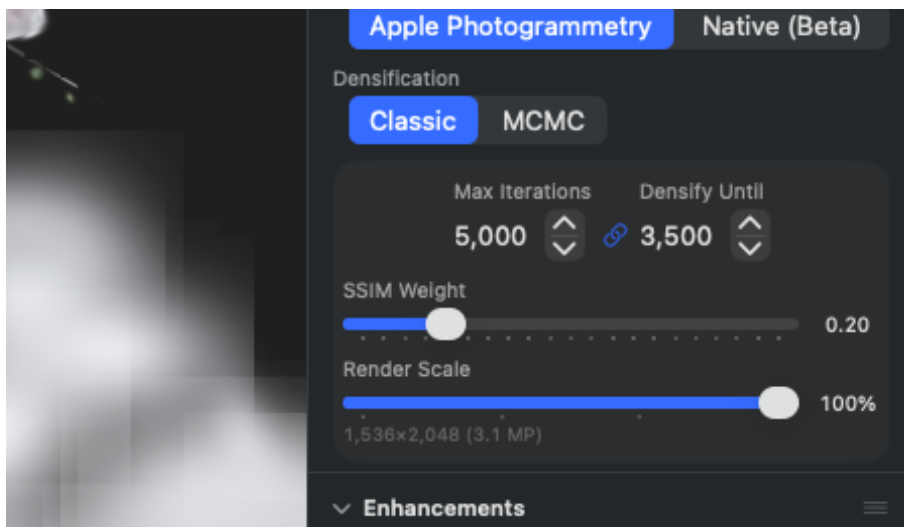 Apple Photogrammetry Native (Beta)
Densification
Classic MCMC
Max Iterations Densify Until
5,000 3,500
SSIM Weight
0.20
Render Scale
100%
1,536×2,048 (3.1 MP)
Enhancements